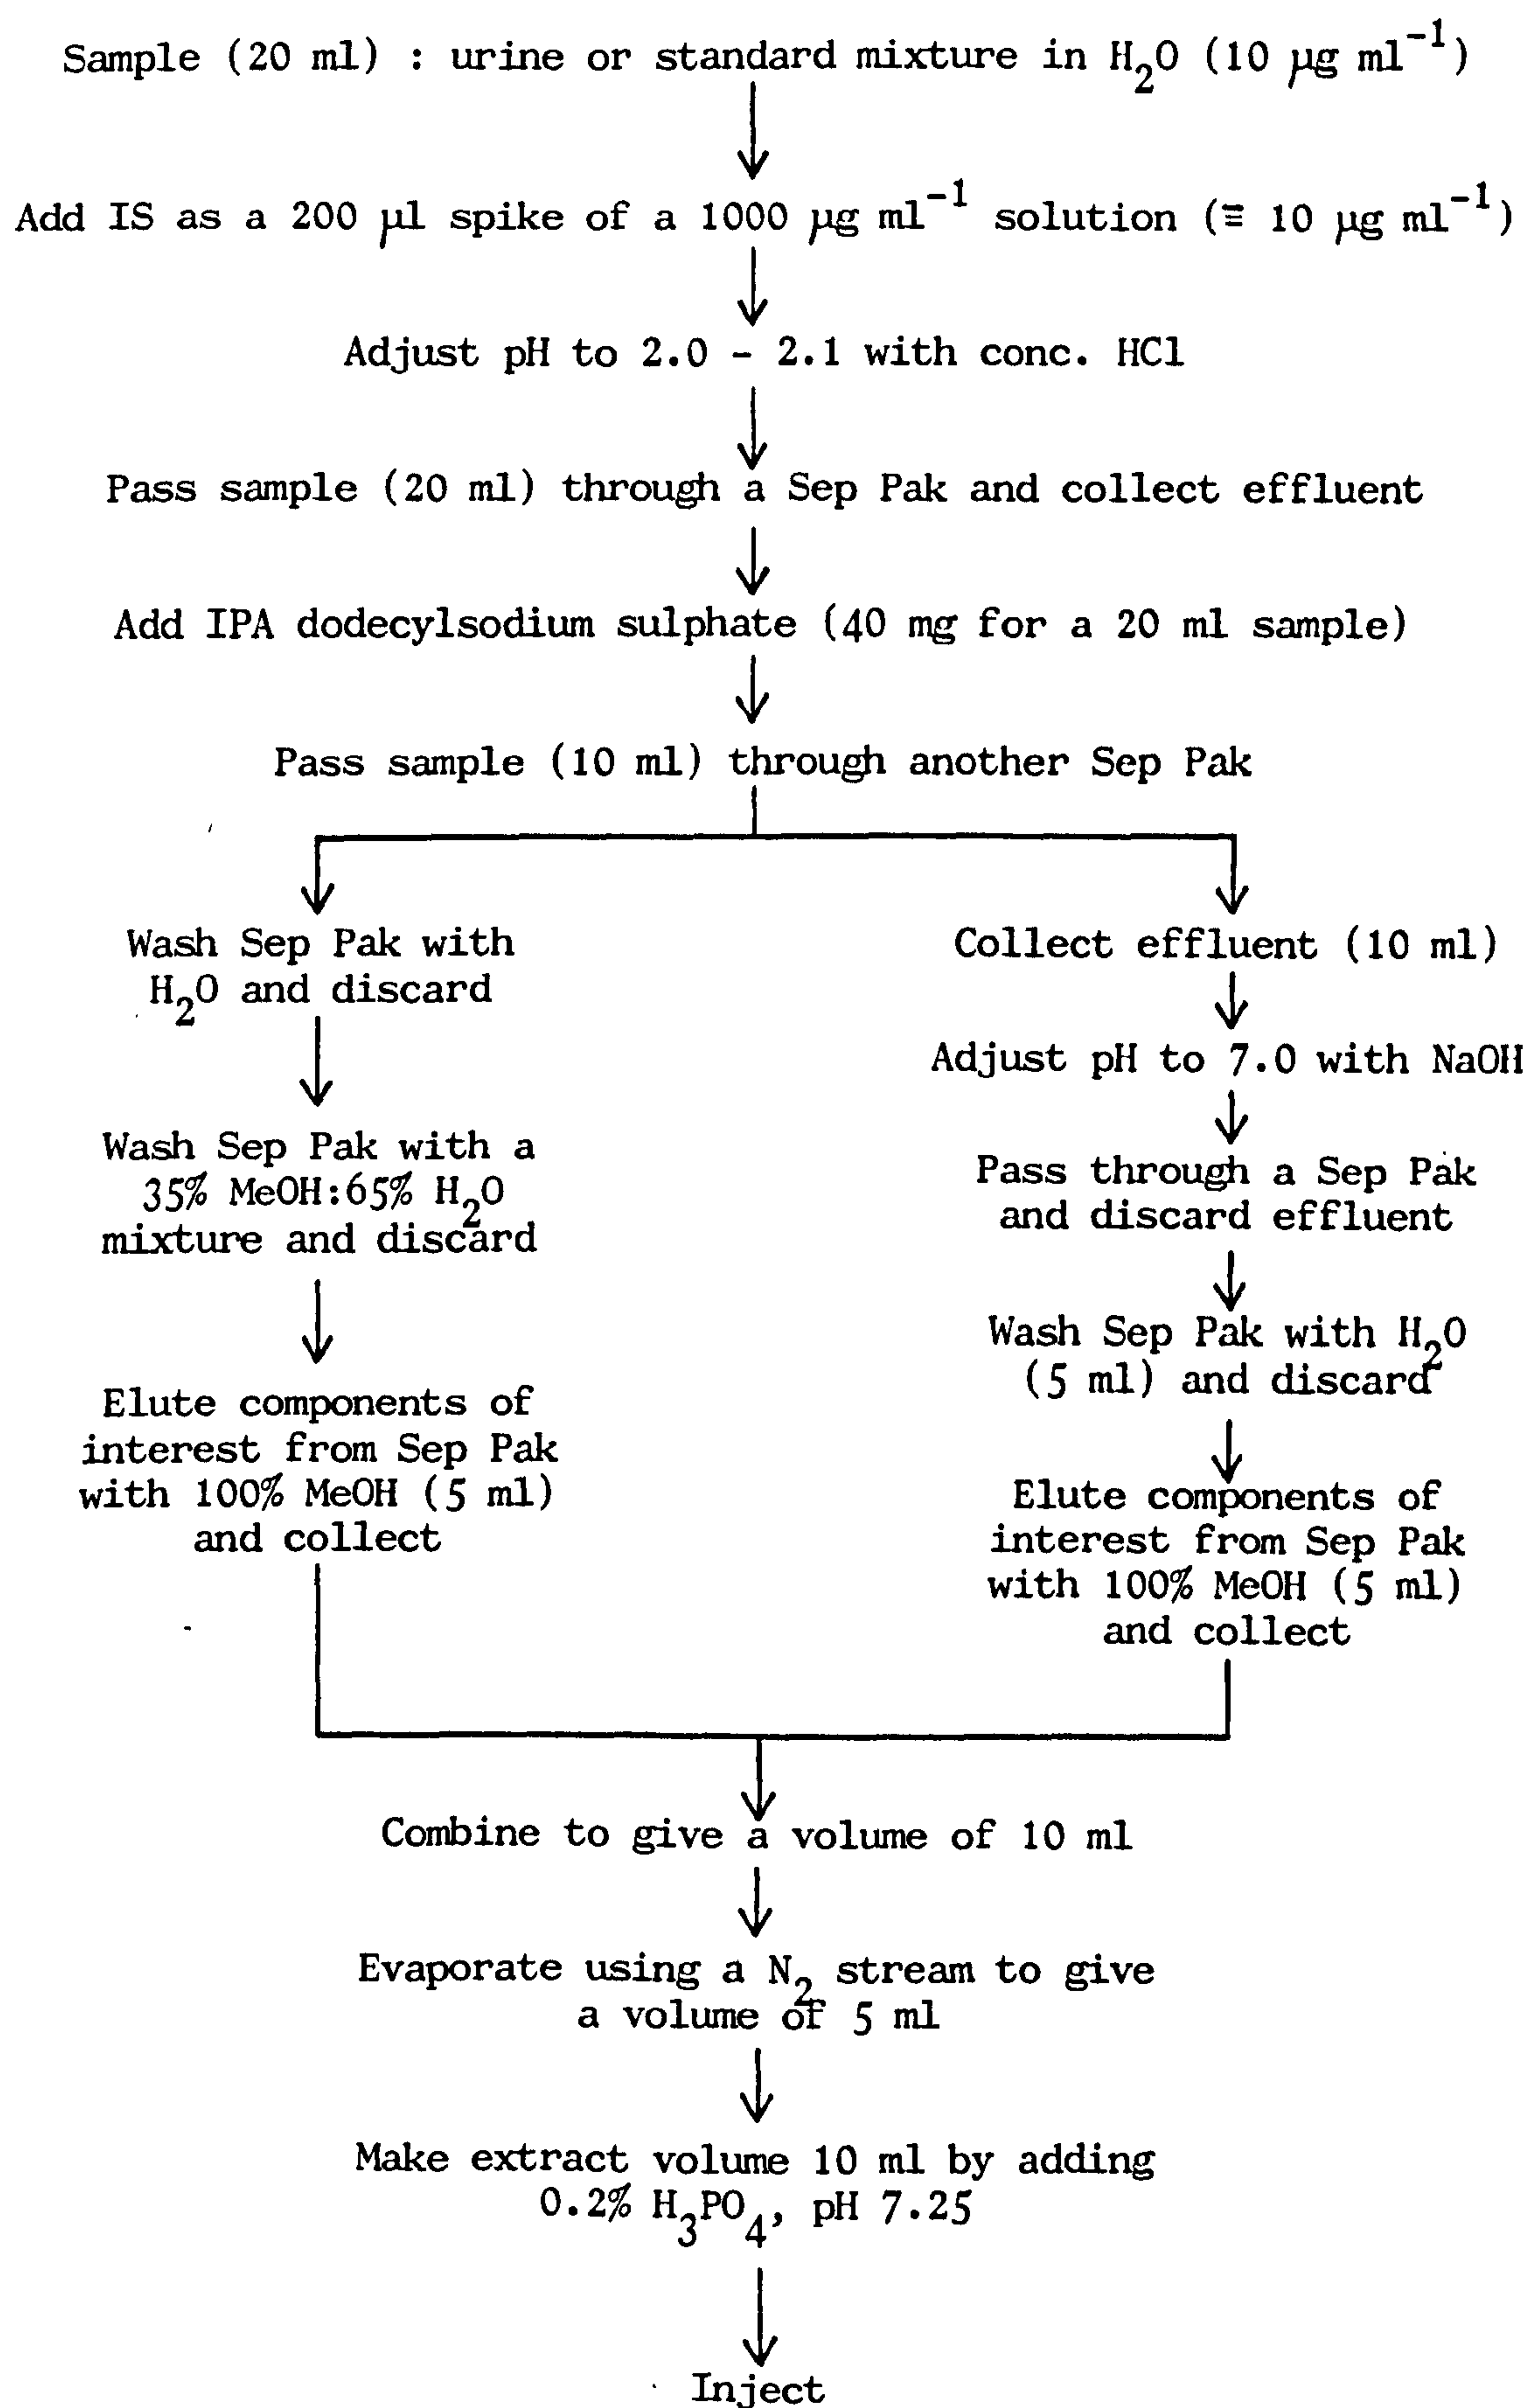 Sample (20 ml) : urine or standard mixture in H₂O (10 µg ml⁻¹)
Add IS as a 200 µl spike of a 1000 µg ml⁻¹ solution (≡ 10 µg ml⁻¹)
Adjust pH to 2.0 - 2.1 with conc. HCl
Pass sample (20 ml) through a Sep Pak and collect effluent
Add IPA dodecylsodium sulphate (40 mg for a 20 ml sample)
Pass sample (10 ml) through another Sep Pak
Wash Sep Pak with
H₂O and discard
Wash Sep Pak with a
35% MeOH:65% H₂O
mixture and discard
Elute components of
interest from Sep Pak
with 100% MeOH (5 ml)
and collect
Collect effluent (10 ml)
Adjust pH to 7.0 with NaOH
Pass through a Sep Pak
and discard effluent
Wash Sep Pak with H₂O
(5 ml) and discard
Elute components of
interest from Sep Pak
with 100% MeOH (5 ml)
and collect
Combine to give a volume of 10 ml
Evaporate using a N₂ stream to give
a volume of 5 ml
Make extract volume 10 ml by adding
0.2% H₃PO₄, pH 7.25
Inject